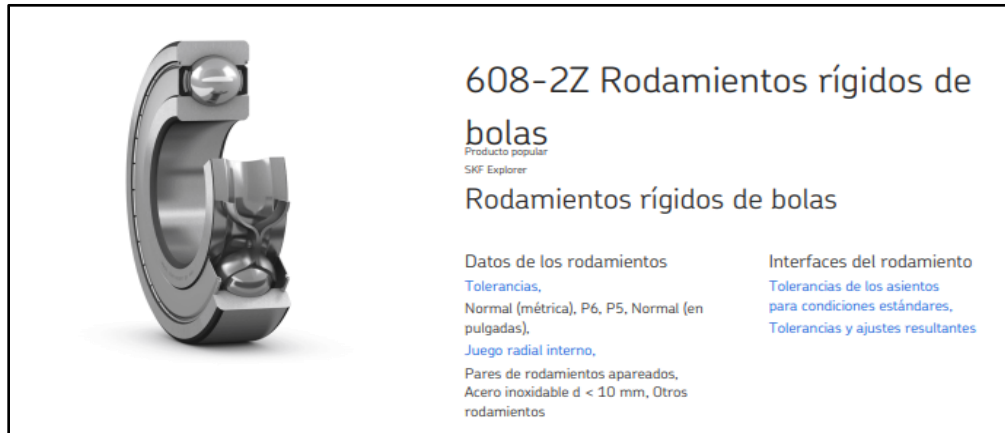 608-2Z Rodamientos rígidos de
bolas
Producto popular
SKF Explorer
Rodamientos rígidos de bolas
Datos de los rodamientos
Tolerancias,
Normal (métrica), P6, P5, Normal (en
pulgadas),
Juego radial interno,
Pares de rodamientos apareados,
Acero inoxidable d < 10 mm, Otros
rodamientos
Interfaces del rodamiento
Tolerancias de los asientos
para condiciones estándares,
Tolerancias y ajustes resultantes